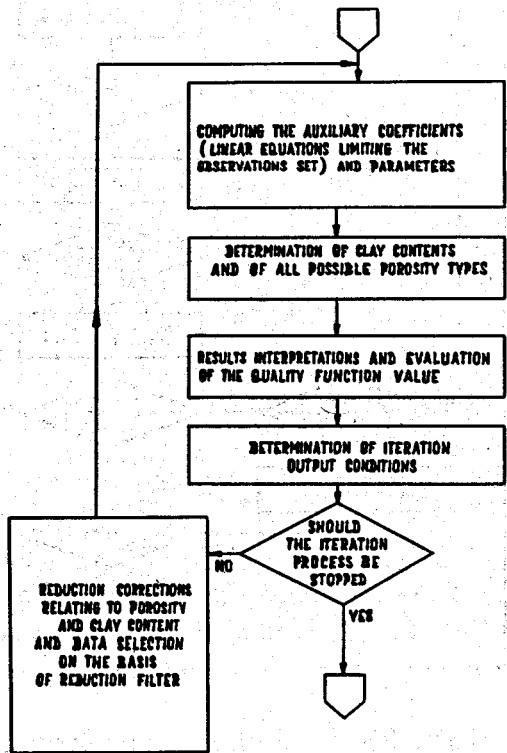 COMPUTING THE AUXILIARY COEFFICIENTS
(LINEAR EQUATIONS LIMITING THE
OBSERVATIONS SET) AND PARAMETERS
DETERMINATION OF CLAY CONTENTS
AND OF ALL POSSIBLE POROSITY TYPES
RESULTS INTERPRETATIONS AND EVALUATION
OF THE QUALITY FUNCTION VALUE
DETERMINATION OF ITERATION
OUTPUT CONDITIONS
SHOULD
THE ITERATION
PROCESS BE
STOPPED
NO
YES
REDUCTION CORRECTIONS
RELATING TO POROSITY
AND CLAY CONTENT
AND DATA SELECTION
ON THE BASIS
OF REDUCTION FILTER